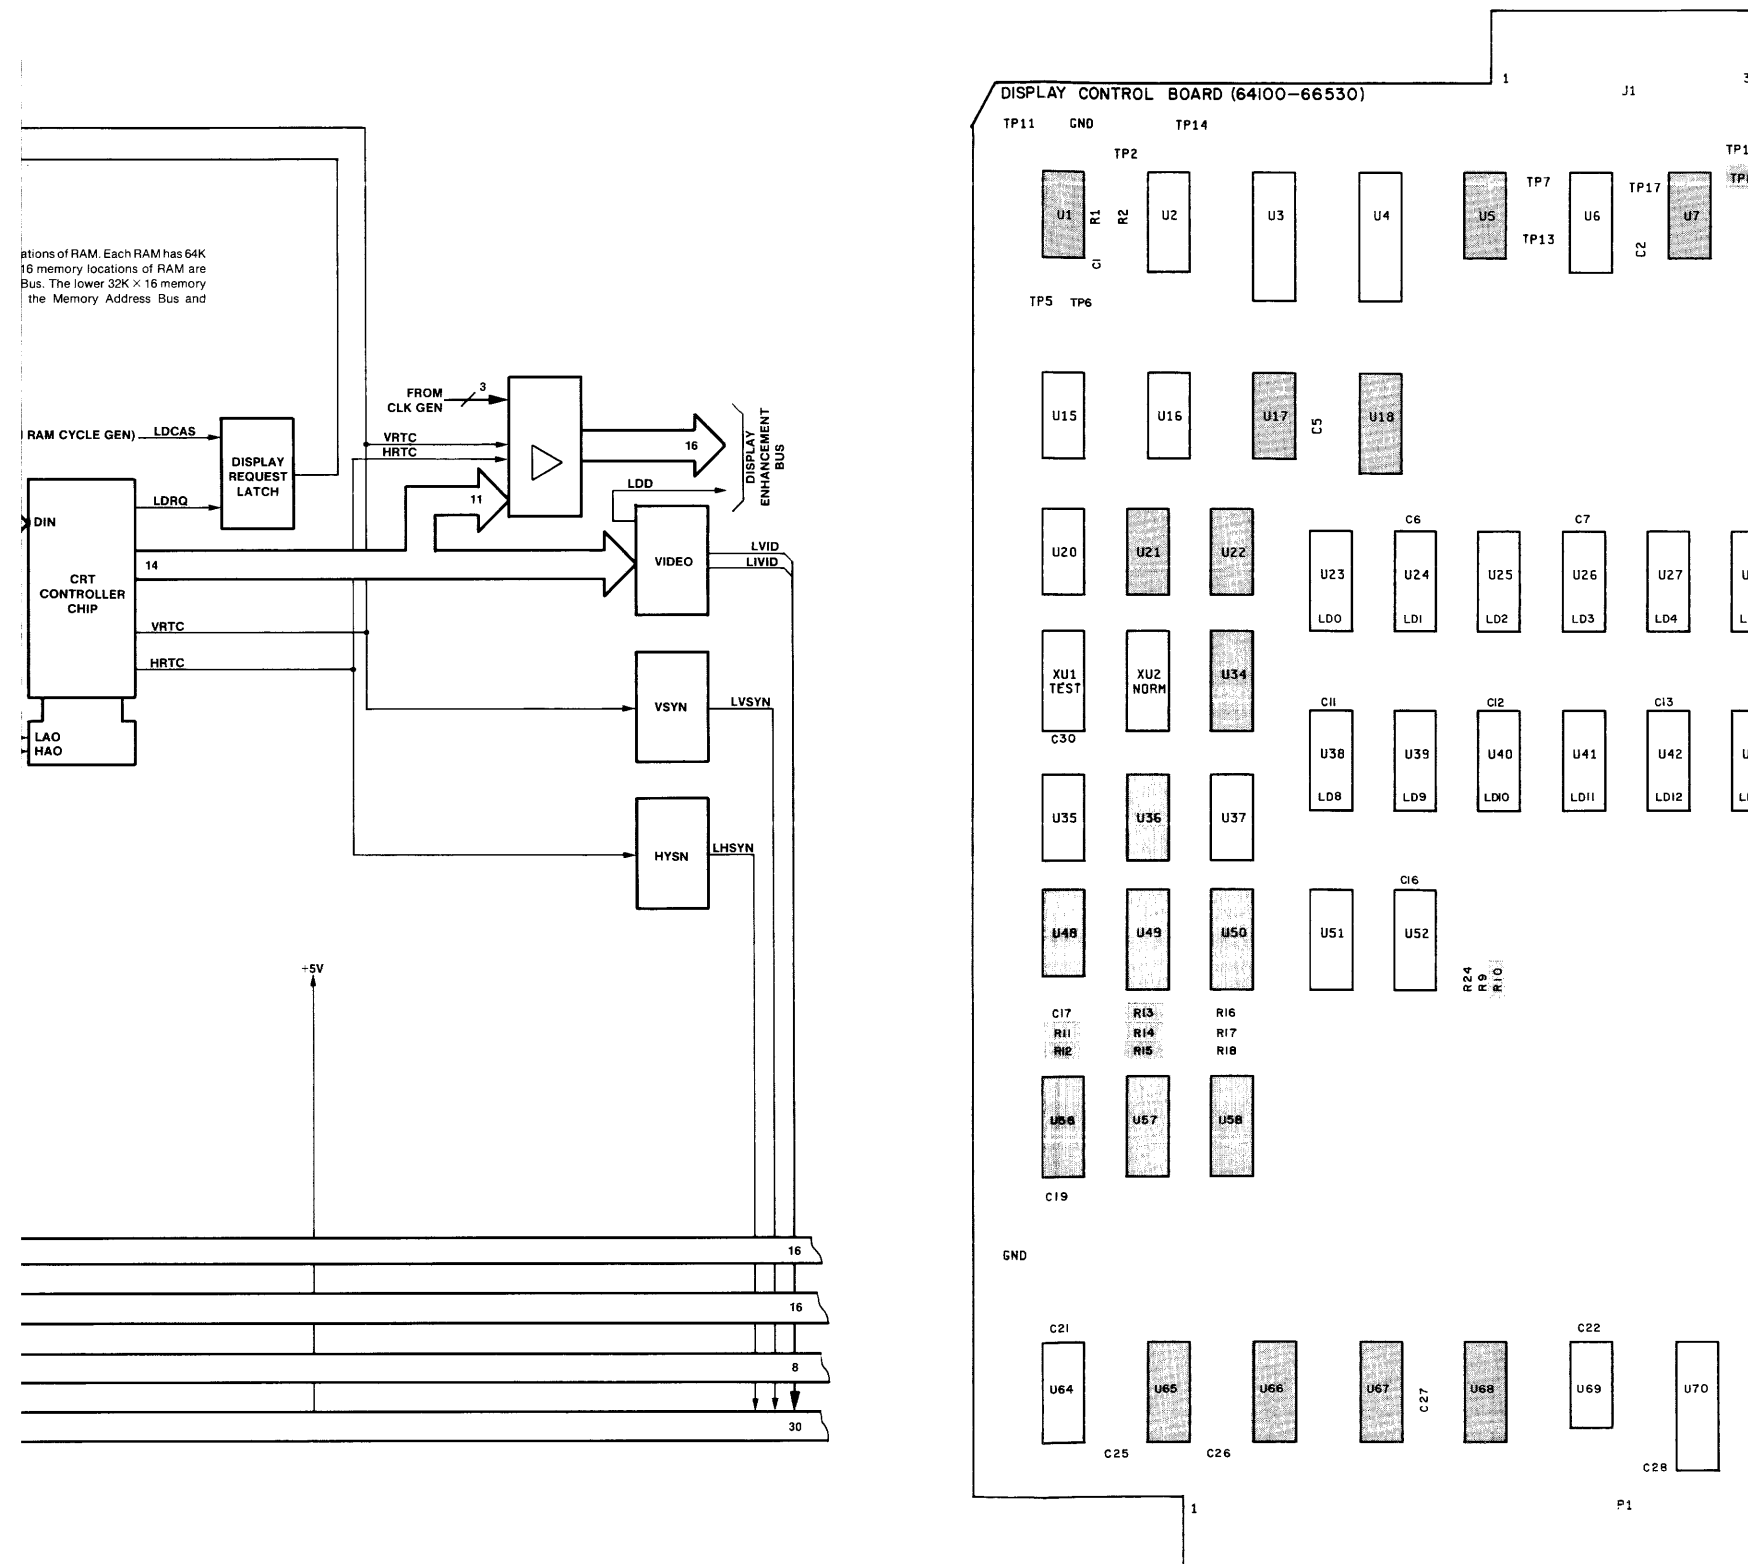 ations of RAM. Each RAM has 64K
16 memory locations of RAM are
Bus. The lower 32K × 16 memory
the Memory Address Bus and
FROM
CLK GEN
3
VRTC
HRTC
16
DISPLAY
ENHANCEMENT
BUS
RAM CYCLE GEN)
LDCAS
DISPLAY
REQUEST
LATCH
LDRQ
11
LDD
DIN
CRT
CONTROLLER
CHIP
14
VIDEO
LVID
LIVID
VRTC
HRTC
LAO
HAO
VSYN
LVSYN
HYSN
LHSYN
+5V
16
16
8
30
DISPLAY CONTROL BOARD (64100-66530)
1
J1
TP11 GND TP14
TP2
U1 R1 R2 U2 U3 U4 U5 TP7 U6 TP17 U7
C1 TP13 C2
TP5 TP6
U15 U16 U17 C5 U18
C6 C7
U20 U21 U22 U23 U24 U25 U26 U27
LD0 LD1 LD2 LD3 LD4
XU1
TEST
XU2
NORM
U34
C30
C11 C12 C13
U38 U39 U40 U41 U42
LD8 LD9 LD10 LD11 LD12
U35 U36 U37
C16
U48 U49 U50 U51 U52
R24
R9
R10
C17 R13 R16
R11 R14 R17
R12 R15 R18
U56 U57 U58
C19
GND
C21 C22
U64 U65 U66 U67 C27 U68 U69 U70
C25 C26 C28
1
P1